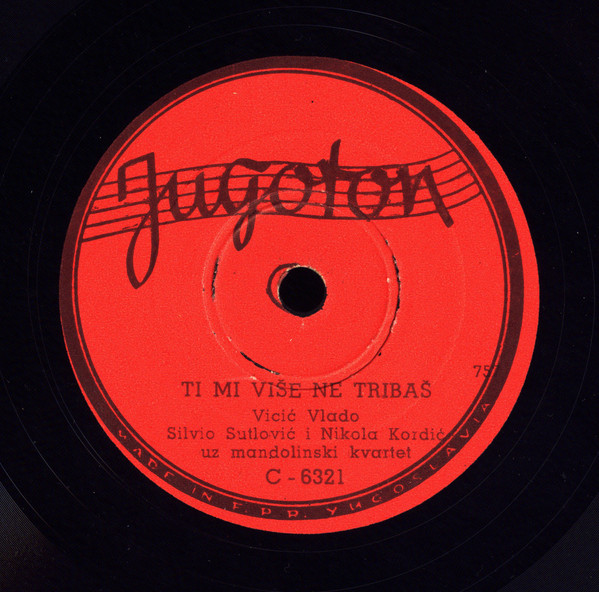 Jugoton
TI MI VIŠE NE TRIBAŠ
Vicić Vlado
Silvio Sutlović i Nikola Kordić
uz mandolinski kvartet
C - 6321
MADE IN F.P.R. YUGOSLAVIA